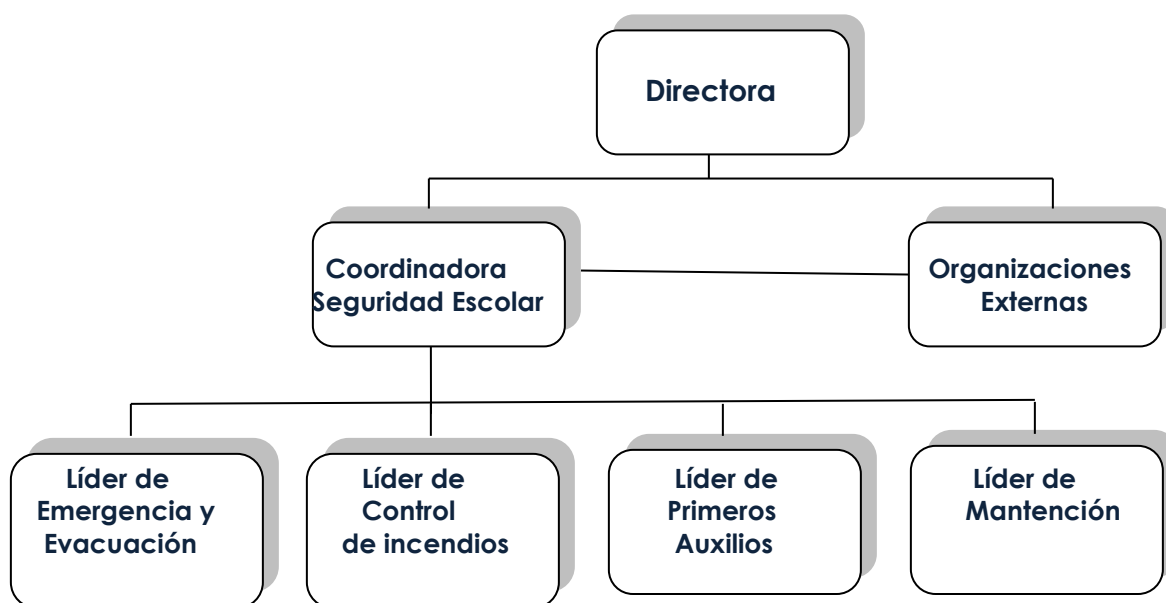 Directora
Coordinadora
Seguridad Escolar
Organizaciones
Externas
Líder de
Emergencia y
Evacuación
Líder de
Control
de incendios
Líder de
Primeros
Auxilios
Líder de
Mantención